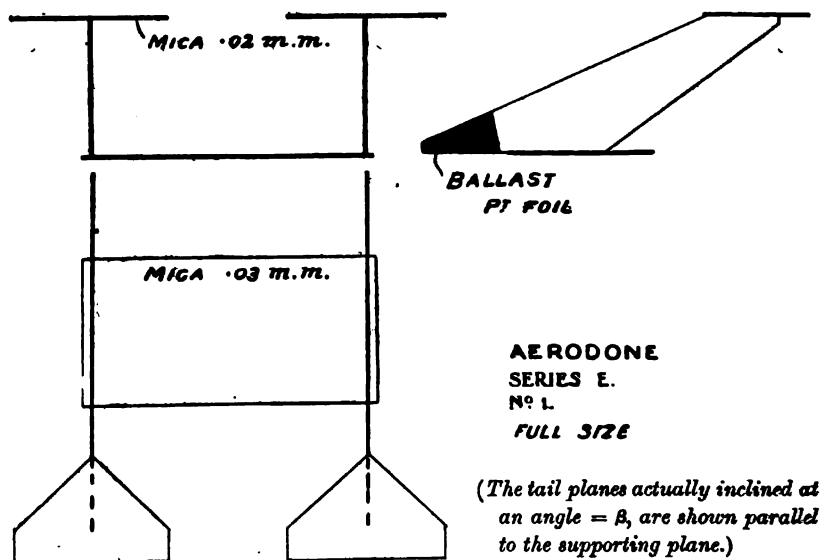 MICA ·02 m.m.
BALLAST
PT FOIL
MICA ·03 m.m.
AERODONE
SERIES E.
Nº 1.
FULL SIZE
(The tail planes actually inclined at
an angle = β, are shown parallel
to the supporting plane.)